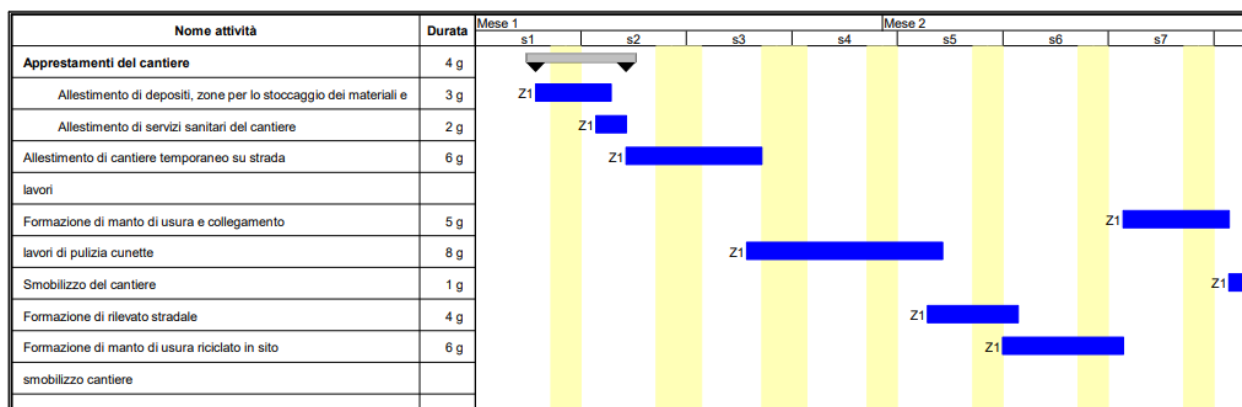 Nome attività Durata Mese 1 Mese 2
s1 s2 s3 s4 s5 s6 s7
Apprestamenti del cantiere 4 g
Allestimento di depositi, zone per lo stoccaggio dei materiali e 3 g Z1
Allestimento di servizi sanitari del cantiere 2 g Z1
Allestimento di cantiere temporaneo su strada 6 g Z1
lavori
Formazione di manto di usura e collegamento 5 g Z1
lavori di pulizia cunette 8 g Z1
Smobilizzo del cantiere 1 g Z1
Formazione di rilevato stradale 4 g Z1
Formazione di manto di usura riciclato in sito 6 g Z1
smobilizzo cantiere